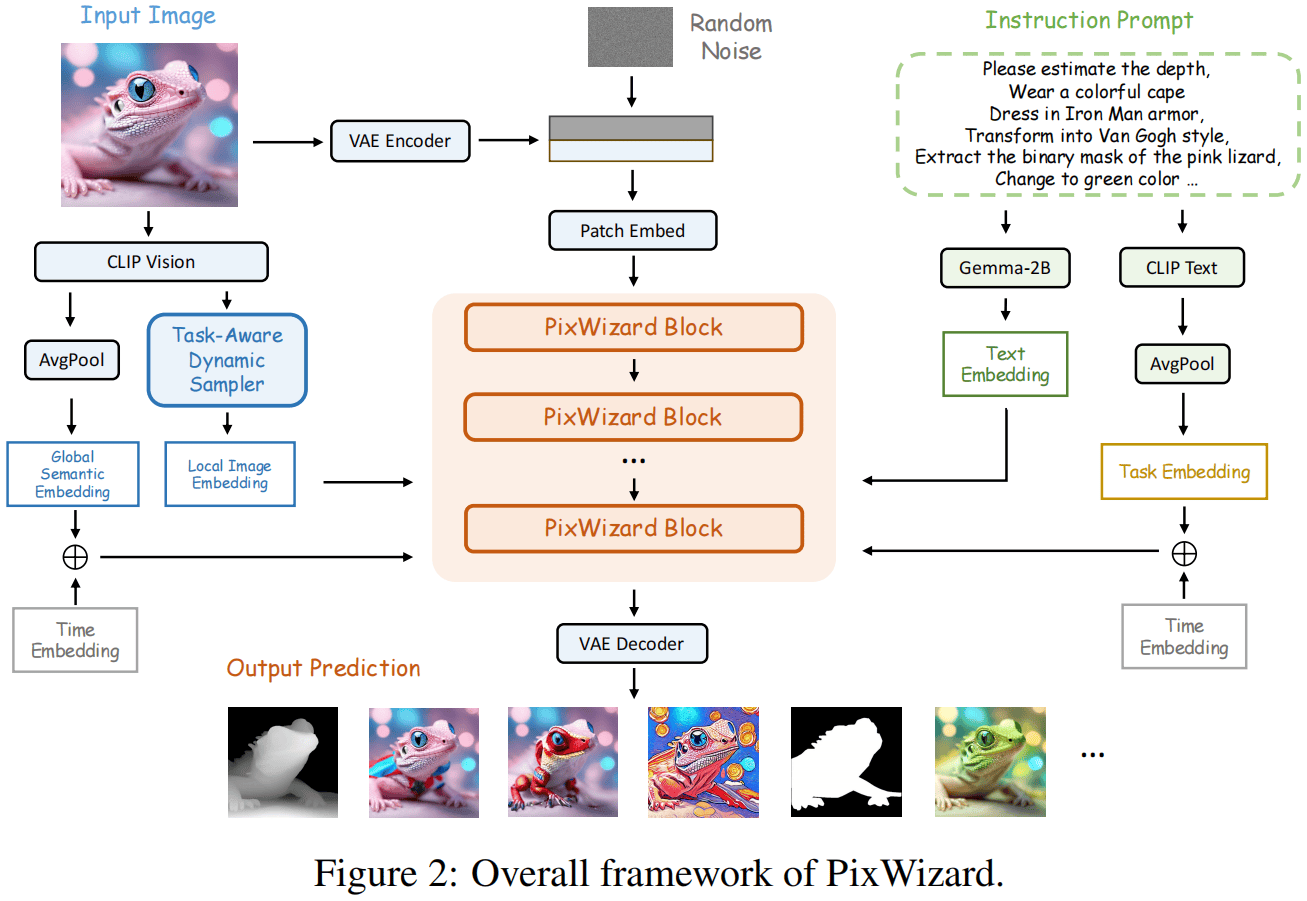 Input Image
Random
Noise
Instruction Prompt
Please estimate the depth,
Wear a colorful cape
Dress in Iron Man armor,
Transform into Van Gogh style,
Extract the binary mask of the pink lizard,
Change to green color ...
VAE Encoder
Patch Embed
CLIP Vision
Gemma-2B
CLIP Text
AvgPool
Task-Aware
Dynamic
Sampler
PixWizard Block
PixWizard Block
...
PixWizard Block
Text
Embedding
AvgPool
Global
Semantic
Embedding
Local Image
Embedding
Task Embedding
Time
Embedding
Time
Embedding
VAE Decoder
Output Prediction
...
Figure 2: Overall framework of PixWizard.